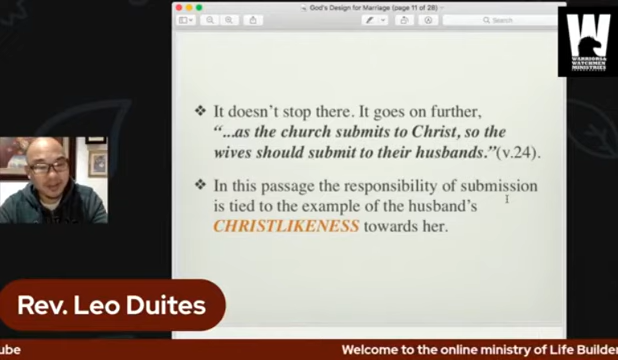 God's Design for Marriage (page 11 of 28)
Search
WARRIORS &
WATCHMEN
MINISTRIES
❖ It doesn't stop there. It goes on further,
"...as the church submits to Christ, so the
wives should submit to their husbands."(v.24).
❖ In this passage the responsibility of submission
is tied to the example of the husband's
CHRISTLIKENESS towards her.
Rev. Leo Duites
ube
Welcome to the online ministry of Life Builder